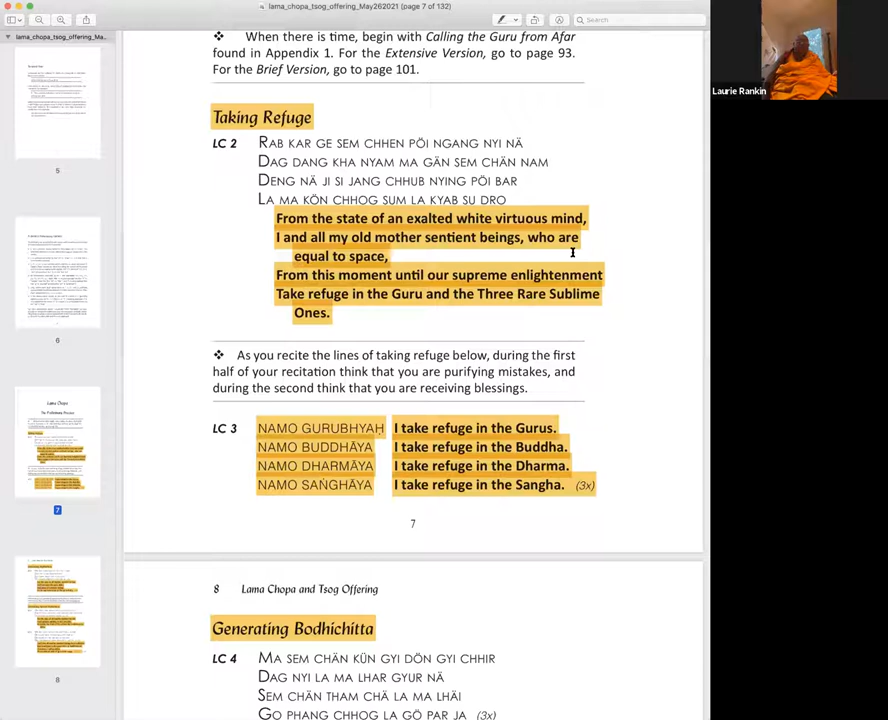 lama_chopa_tsog_offering_May262021 (page 7 of 132)
Search
lama_chopa_tsog_offering_Ma...
5
6
7
8
Laurie Rankin
❖ When there is time, begin with Calling the Guru from Afar
found in Appendix 1. For the Extensive Version, go to page 93.
For the Brief Version, go to page 101.
Taking Refuge
LC 2 RAB KAR GE SEM CHHEN PÖI NGANG NYI NÄ
DAG DANG KHA NYAM MA GÄN SEM CHÄN NAM
DENG NÄ JI SI JANG CHHUB NYING PÖI BAR
LA MA KÖN CHHOG SUM LA KYAB SU DRO
From the state of an exalted white virtuous mind,
I and all my old mother sentient beings, who are
equal to space,
From this moment until our supreme enlightenment
Take refuge in the Guru and the Three Rare Sublime
Ones.
❖ As you recite the lines of taking refuge below, during the first
half of your recitation think that you are purifying mistakes, and
during the second think that you are receiving blessings.
LC 3 NAMO GURUBHYAḤ I take refuge in the Gurus.
NAMO BUDDHĀYA I take refuge in the Buddha.
NAMO DHARMĀYA I take refuge in the Dharma.
NAMO SAṄGHĀYA I take refuge in the Sangha. (3x)
7
8 Lama Chopa and Tsog Offering
Generating Bodhichitta
LC 4 MA SEM CHÄN KÜN GYI DÖN GYI CHHIR
DAG NYI LA MA LHAR GYUR NÄ
SEM CHÄN THAM CHÄ LA MA LHÄI
GO PHANG CHHOG LA GÖ PAR JA (3x)